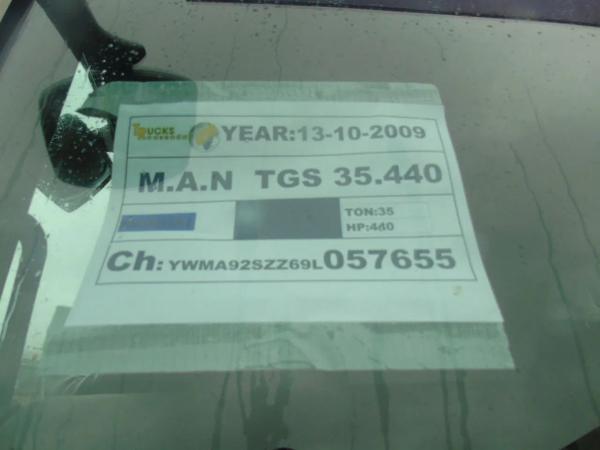 TRUCKS YEAR:13-10-2009
M.A.N TGS 35.440
TON:35
HP:440
Ch: YWMA92SZZ69L057655